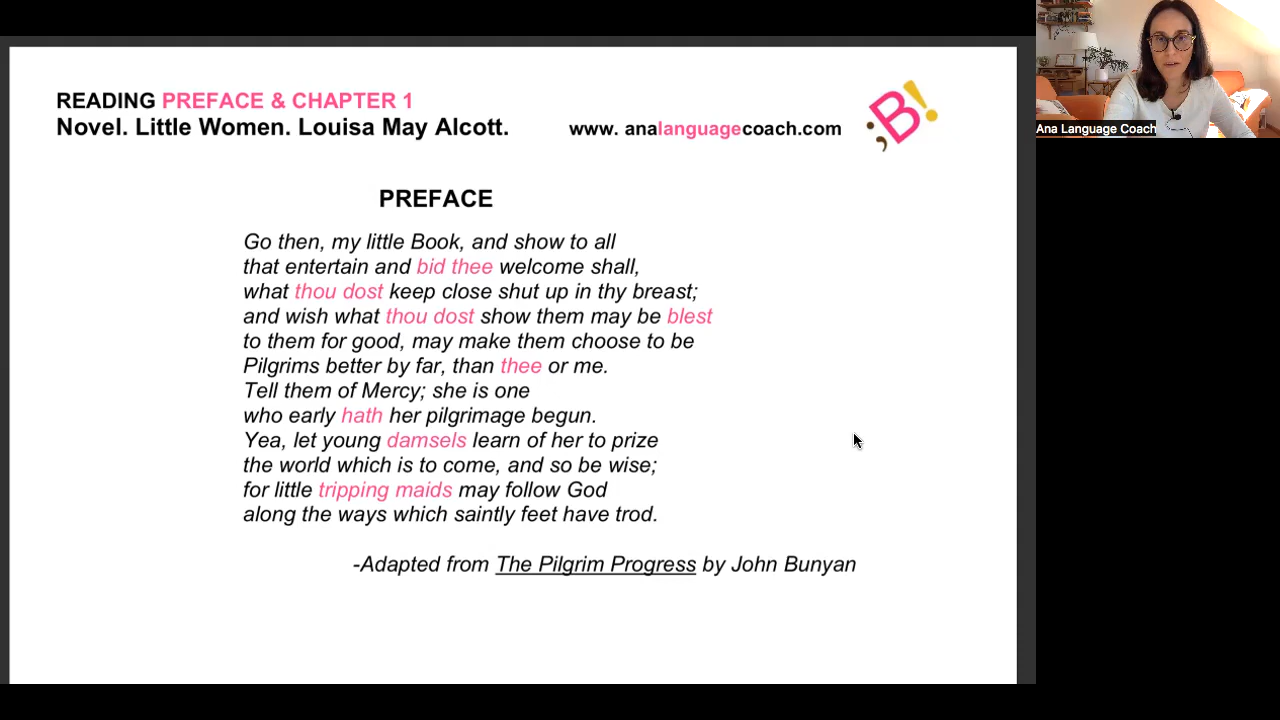 READING PREFACE & CHAPTER 1
Novel. Little Women. Louisa May Alcott.
www. analanguagecoach.com
;B!
PREFACE
Go then, my little Book, and show to all
that entertain and bid thee welcome shall,
what thou dost keep close shut up in thy breast;
and wish what thou dost show them may be blest
to them for good, may make them choose to be
Pilgrims better by far, than thee or me.
Tell them of Mercy; she is one
who early hath her pilgrimage begun.
Yea, let young damsels learn of her to prize
the world which is to come, and so be wise;
for little tripping maids may follow God
along the ways which saintly feet have trod.
-Adapted from The Pilgrim Progress by John Bunyan
Ana Language Coach